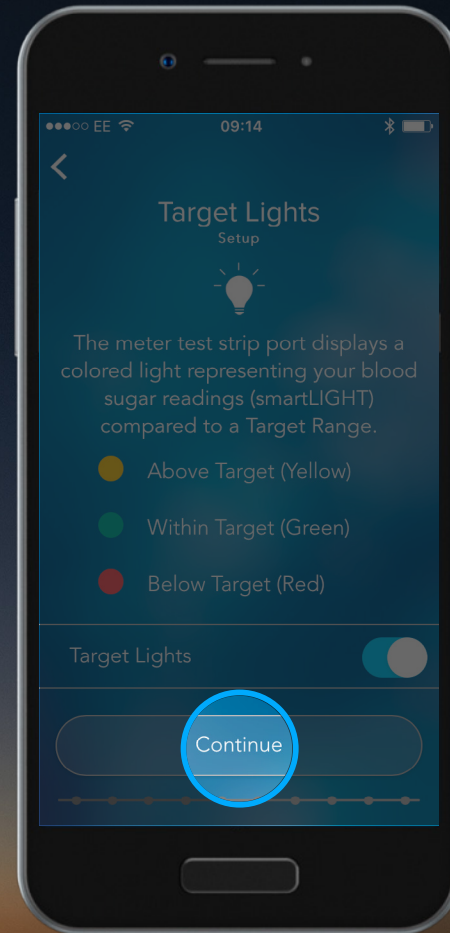 EE 09:14
Target Lights
Setup
The meter test strip port displays a
colored light representing your blood
sugar readings (smartLIGHT)
compared to a Target Range.
Above Target (Yellow)
Within Target (Green)
Below Target (Red)
Target Lights
Continue